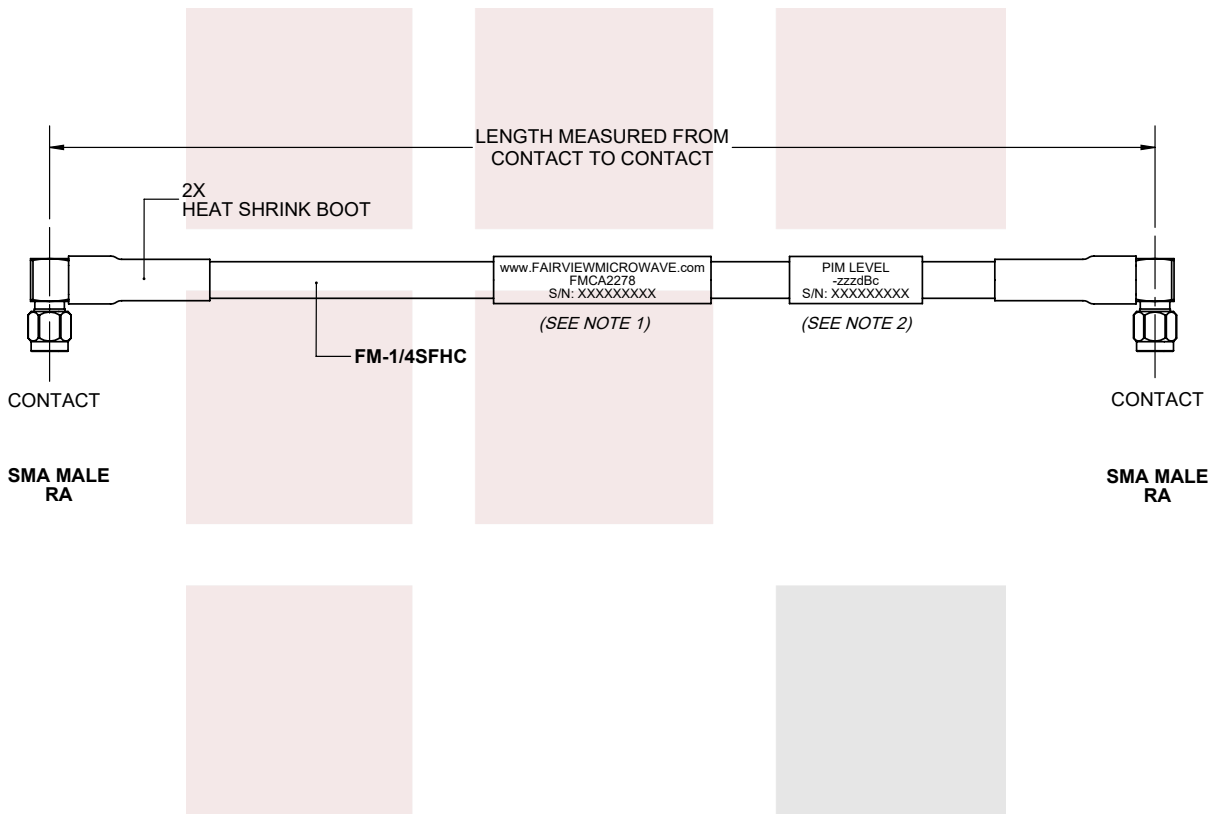 LENGTH MEASURED FROM
CONTACT TO CONTACT
2X
HEAT SHRINK BOOT
www.FAIRVIEWMICROWAVE.com
FMCA2278
S/N: XXXXXXXXX
PIM LEVEL
-zzzdBc
S/N: XXXXXXXXX
(SEE NOTE 1)
(SEE NOTE 2)
FM-1/4SFHC
CONTACT
CONTACT
SMA MALE
RA
SMA MALE
RA